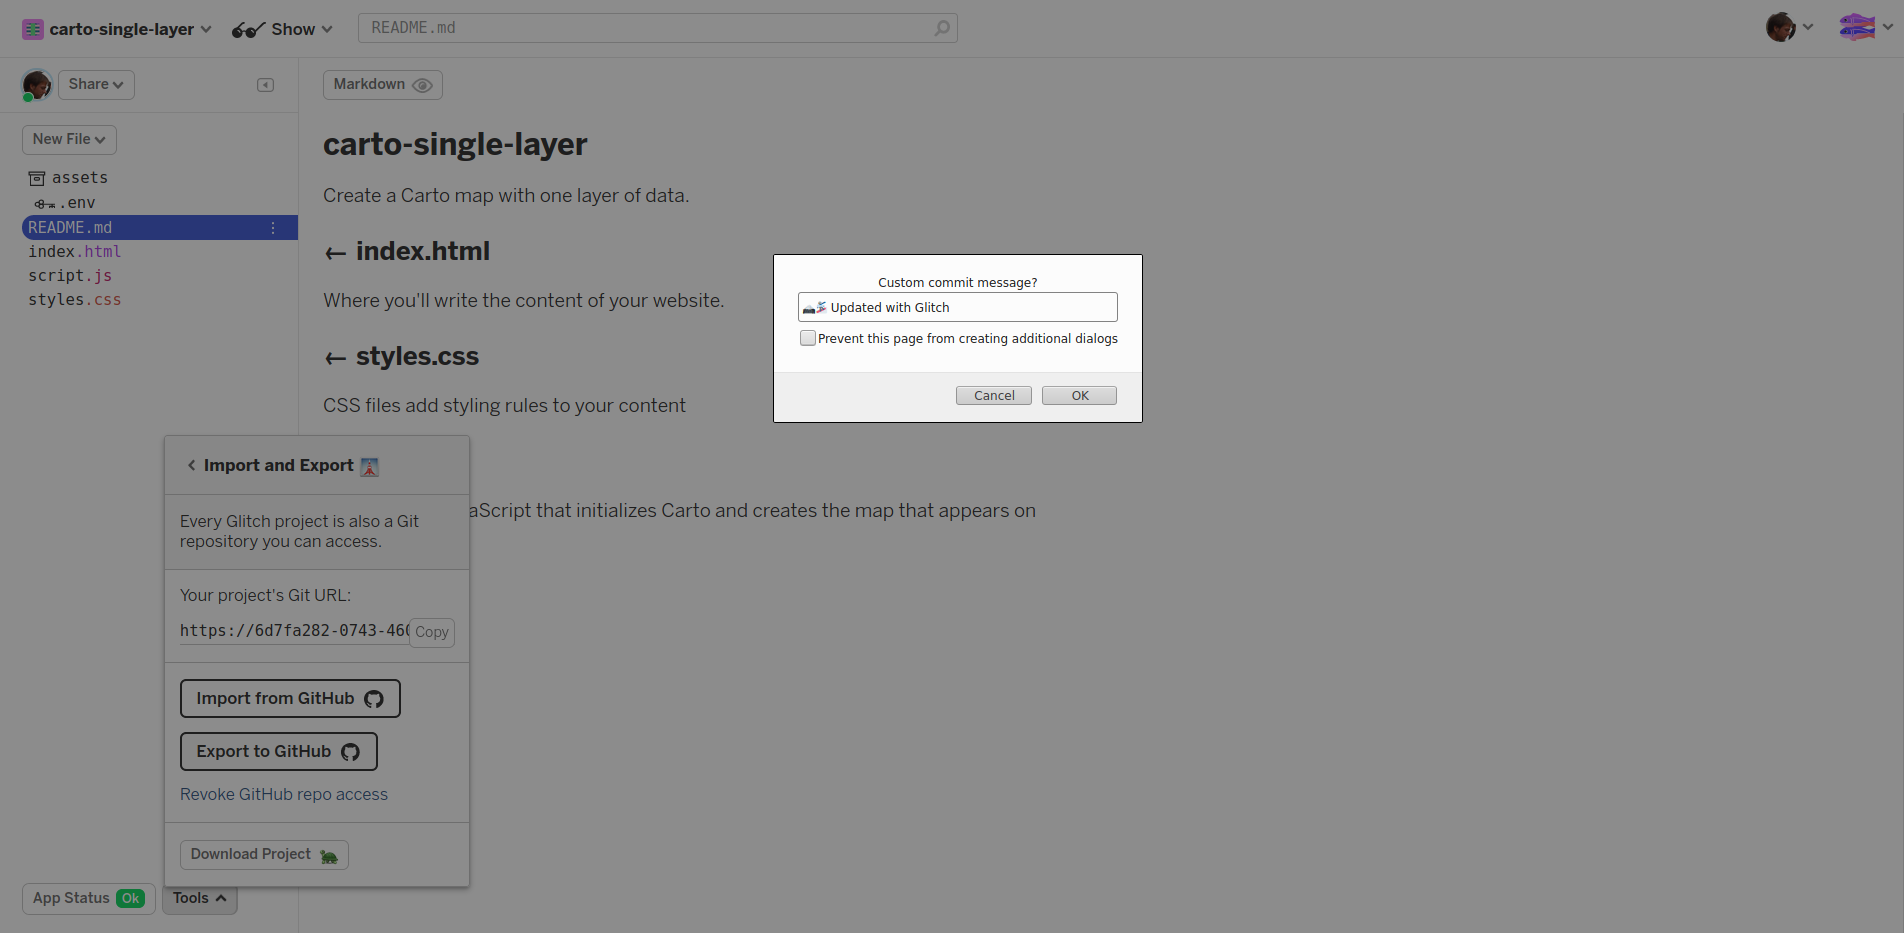 carto-single-layer
Show
README.md
Share
Markdown
New File
assets
.env
README.md
index.html
script.js
styles.css
carto-single-layer
Create a Carto map with one layer of data.
← index.html
Where you'll write the content of your website.
← styles.css
CSS files add styling rules to your content
aScript that initializes Carto and creates the map that appears on
Custom commit message?
Updated with Glitch
Prevent this page from creating additional dialogs
Cancel
OK
Import and Export
Every Glitch project is also a Git
repository you can access.
Your project's Git URL:
https://6d7fa282-0743-460
Copy
Import from GitHub
Export to GitHub
Revoke GitHub repo access
Download Project
App Status Ok
Tools